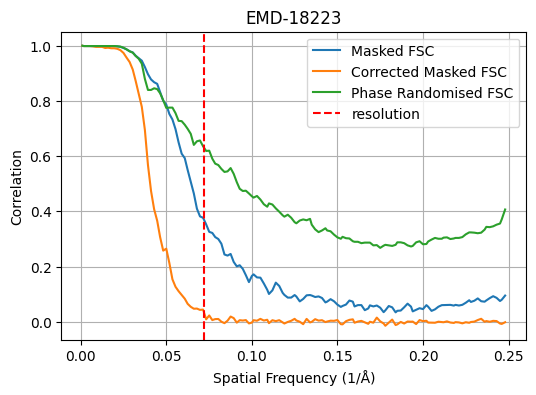 EMD-18223
Masked FSC
Corrected Masked FSC
Phase Randomised FSC
resolution
Correlation
1.0
0.8
0.6
0.4
0.2
0.0
0.00 0.05 0.10 0.15 0.20 0.25
Spatial Frequency (1/Å)